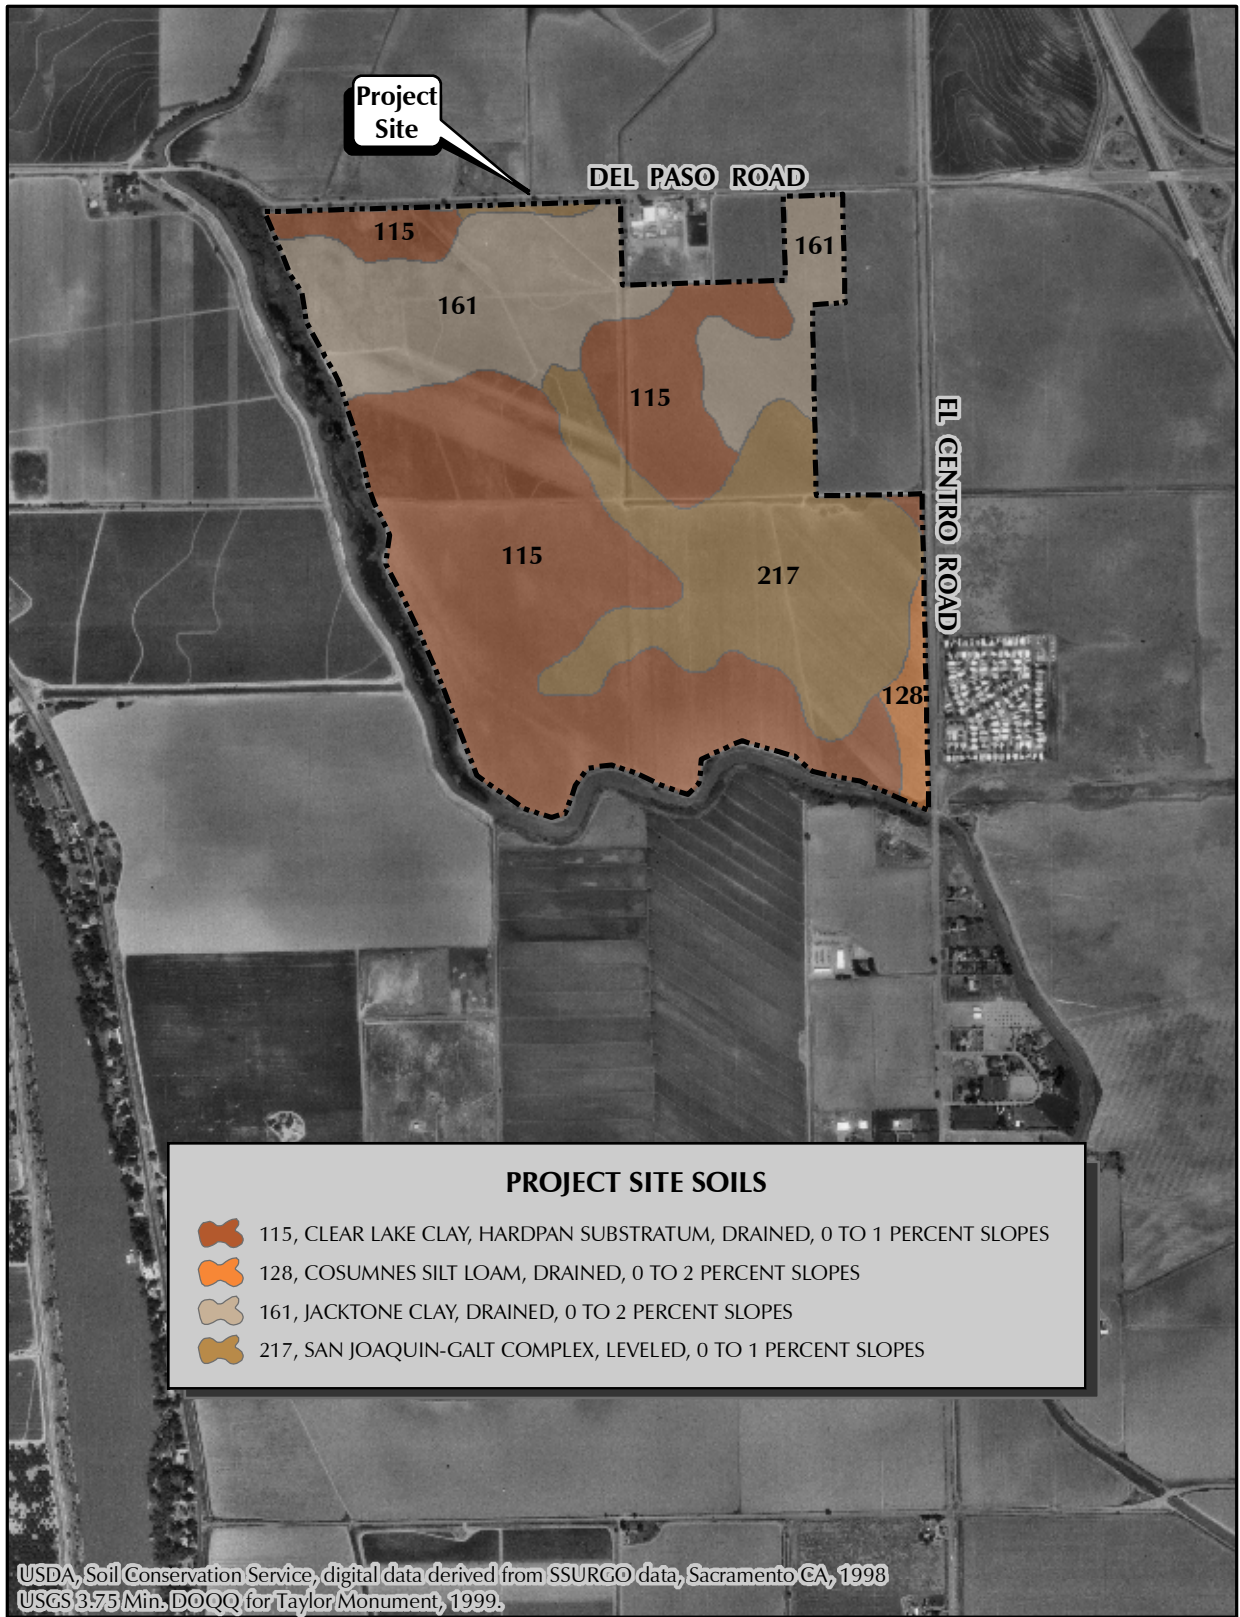 Project
Site
DEL PASO ROAD
115
161
161
115
EL CENTRO ROAD
115
217
128
PROJECT SITE SOILS
115, CLEAR LAKE CLAY, HARDPAN SUBSTRATUM, DRAINED, 0 TO 1 PERCENT SLOPES
128, COSUMNES SILT LOAM, DRAINED, 0 TO 2 PERCENT SLOPES
161, JACKTONE CLAY, DRAINED, 0 TO 2 PERCENT SLOPES
217, SAN JOAQUIN-GALT COMPLEX, LEVELED, 0 TO 1 PERCENT SLOPES
USDA, Soil Conservation Service, digital data derived from SSURGO data, Sacramento CA, 1998
USGS 3.75 Min. DOQQ for Taylor Monument, 1999.